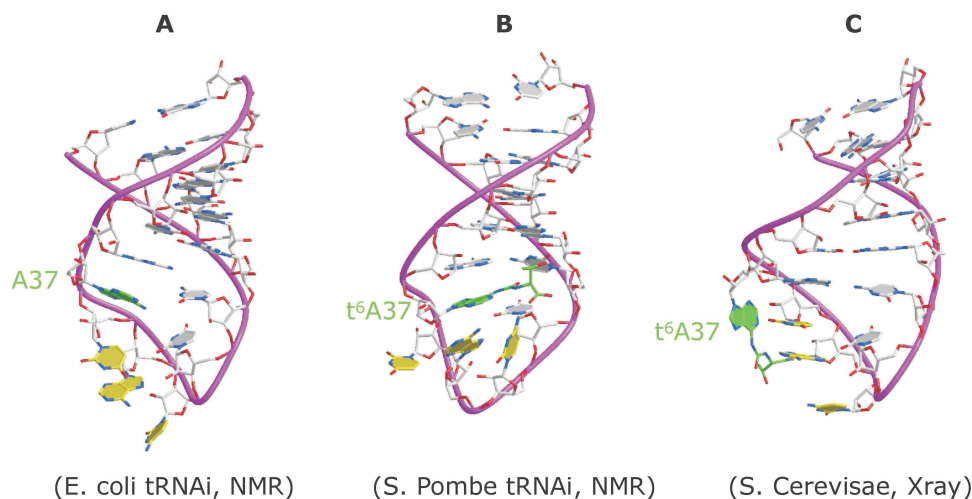 A
B
C
A37
t⁶A37
t⁶A37
(E. coli tRNAi, NMR)
(S. Pombe tRNAi, NMR)
(S. Cerevisae, Xray)